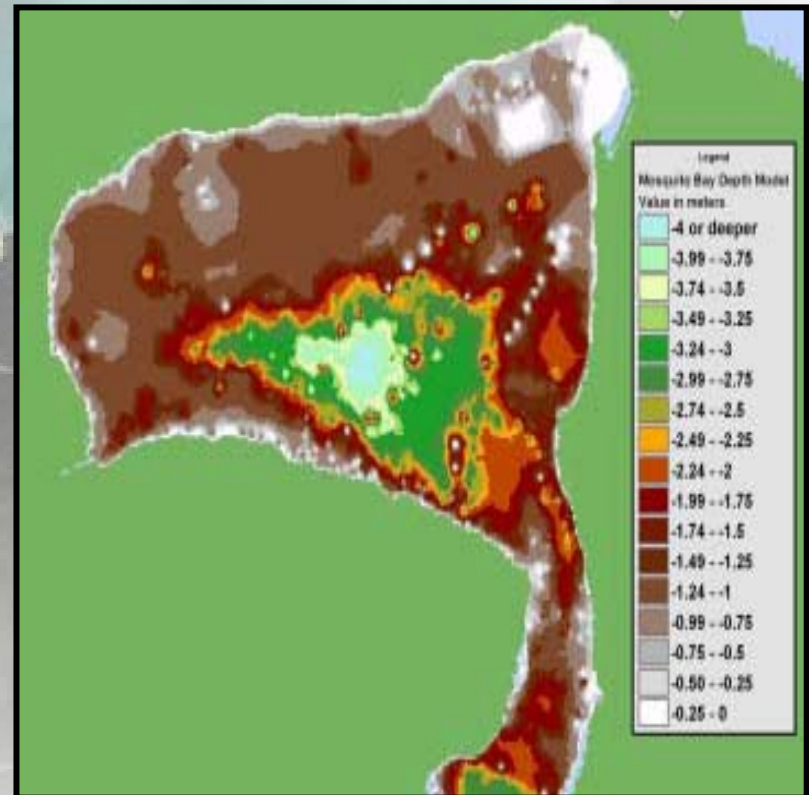 Legend
Mosquito Bay Depth Model
Value in meters
-4 or deeper
-3.99 - -3.75
-3.74 - -3.5
-3.49 - -3.25
-3.24 - -3
-2.99 - -2.75
-2.74 - -2.5
-2.49 - -2.25
-2.24 - -2
-1.99 - -1.75
-1.74 - -1.5
-1.49 - -1.25
-1.24 - -1
-0.99 - -0.75
-0.75 - -0.5
-0.50 - -0.25
-0.25 - 0